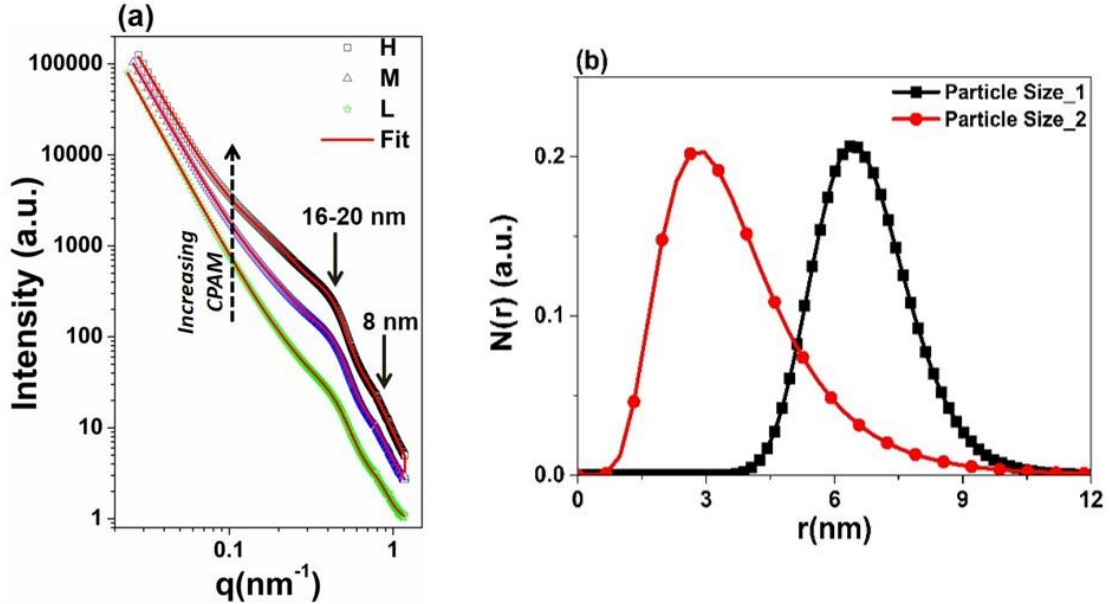 (a)
100000
10000
1000
100
10
1
Intensity (a.u.)
H
M
L
Fit
Increasing
CPAM
16-20 nm
8 nm
0.1
1
q(nm⁻¹)
(b)
Particle Size_1
Particle Size_2
0.2
0.1
0.0
N(r) (a.u.)
0
3
6
9
12
r(nm)